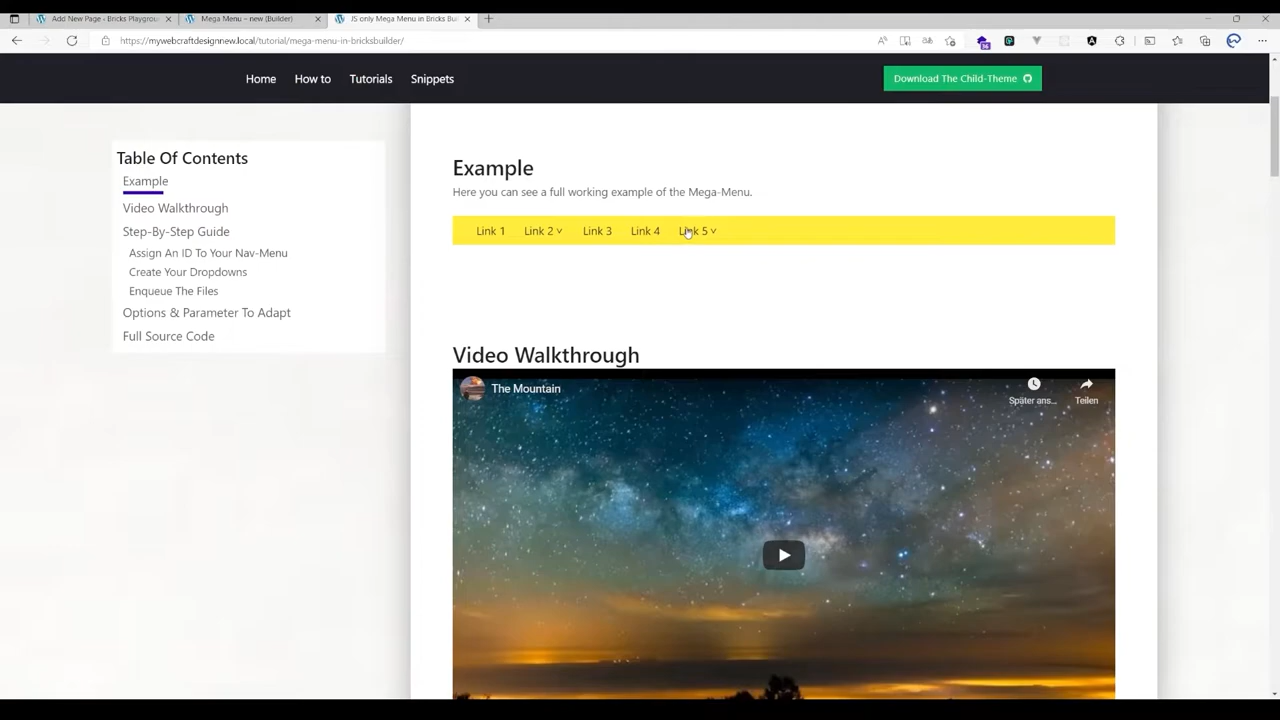 Add New Page ‹ Bricks Playgroun
Mega Menu – new (Builder)
JS only Mega Menu in Bricks Bui
https://mywebcraftdesignnew.local/tutorial/mega-menu-in-bricksbuilder/
Home How to Tutorials Snippets
Download The Child-Theme
Table Of Contents
Example
Video Walkthrough
Step-By-Step Guide
Assign An ID To Your Nav-Menu
Create Your Dropdowns
Enqueue The Files
Options & Parameter To Adapt
Full Source Code
Example
Here you can see a full working example of the Mega-Menu.
Link 1 Link 2 Link 3 Link 4 Link 5
Video Walkthrough
The Mountain
Später ans... Teilen